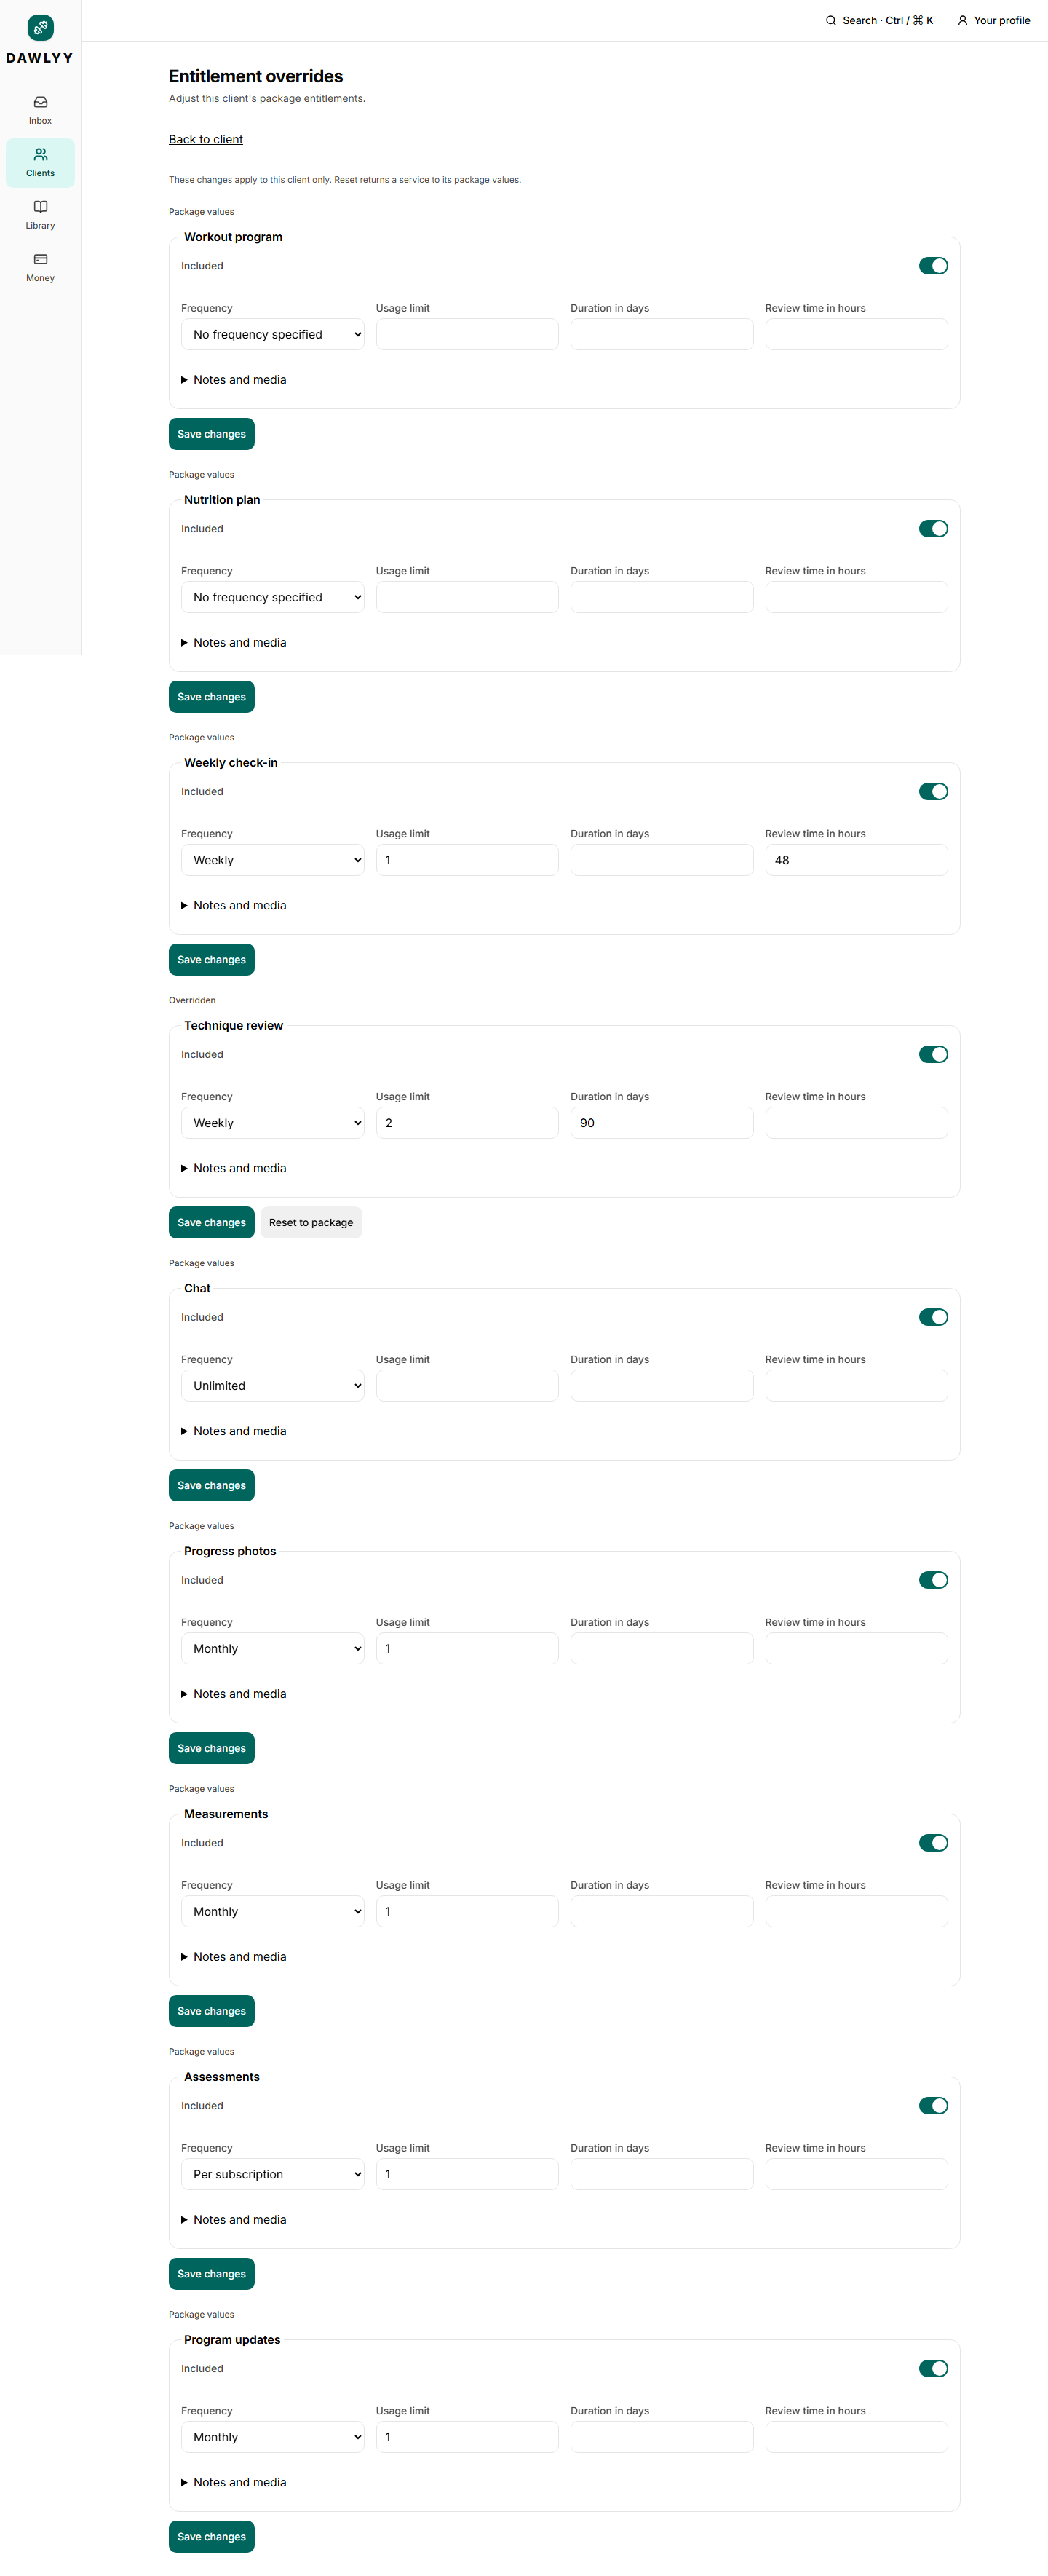 Search · Ctrl / ⌘ K
Your profile
DAWLYY
Inbox
Clients
Library
Money
Entitlement overrides
Adjust this client's package entitlements.
Back to client
These changes apply to this client only. Reset returns a service to its package values.
Package values
Workout program
Included
Frequency Usage limit Duration in days Review time in hours
No frequency specified
Notes and media
Save changes
Package values
Nutrition plan
Included
Frequency Usage limit Duration in days Review time in hours
No frequency specified
Notes and media
Save changes
Package values
Weekly check-in
Included
Frequency Usage limit Duration in days Review time in hours
Weekly 1 48
Notes and media
Save changes
Overridden
Technique review
Included
Frequency Usage limit Duration in days Review time in hours
Weekly 2 90
Notes and media
Save changes Reset to package
Package values
Chat
Included
Frequency Usage limit Duration in days Review time in hours
Unlimited
Notes and media
Save changes
Package values
Progress photos
Included
Frequency Usage limit Duration in days Review time in hours
Monthly 1
Notes and media
Save changes
Package values
Measurements
Included
Frequency Usage limit Duration in days Review time in hours
Monthly 1
Notes and media
Save changes
Package values
Assessments
Included
Frequency Usage limit Duration in days Review time in hours
Per subscription 1
Notes and media
Save changes
Package values
Program updates
Included
Frequency Usage limit Duration in days Review time in hours
Monthly 1
Notes and media
Save changes